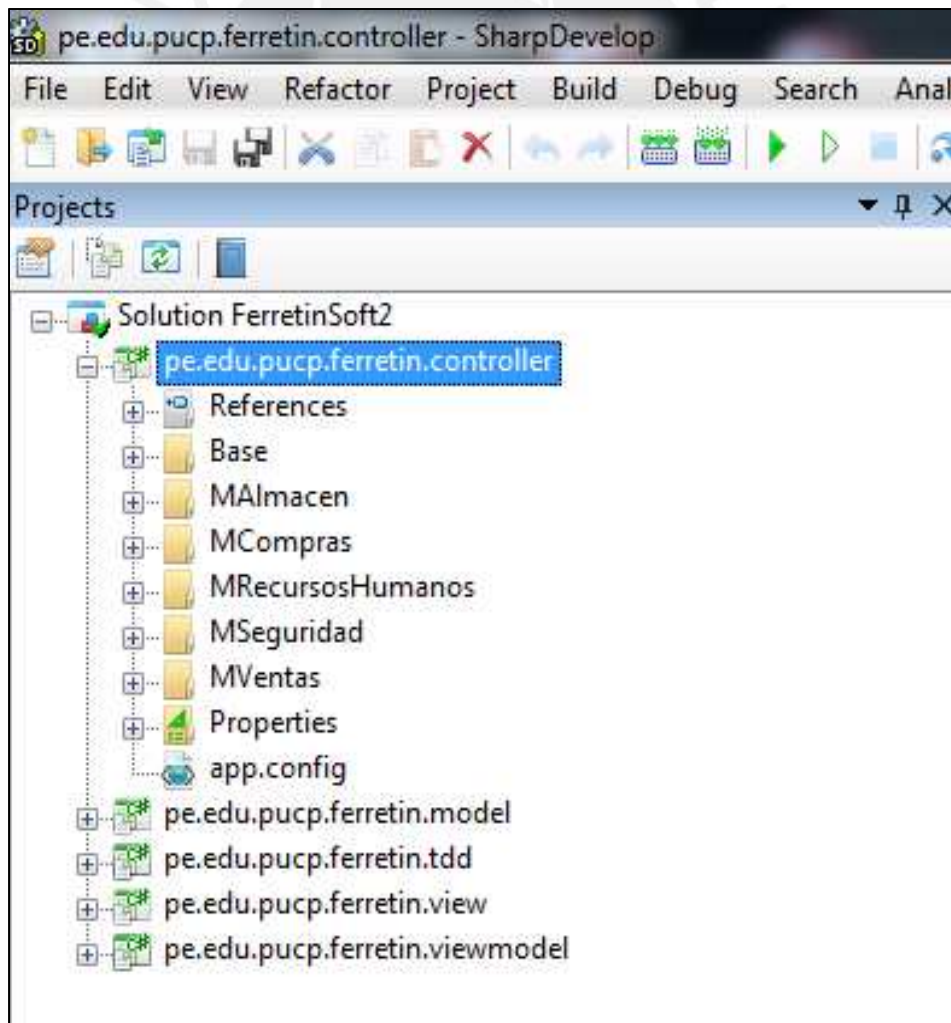 pe.edu.pucp.ferretin.controller - SharpDevelop
File Edit View Refactor Project Build Debug Search Anal
Projects
Solution FerretinSoft2
pe.edu.pucp.ferretin.controller
References
Base
MAlmacen
MCompras
MRecursosHumanos
MSeguridad
MVentas
Properties
app.config
pe.edu.pucp.ferretin.model
pe.edu.pucp.ferretin.tdd
pe.edu.pucp.ferretin.view
pe.edu.pucp.ferretin.viewmodel